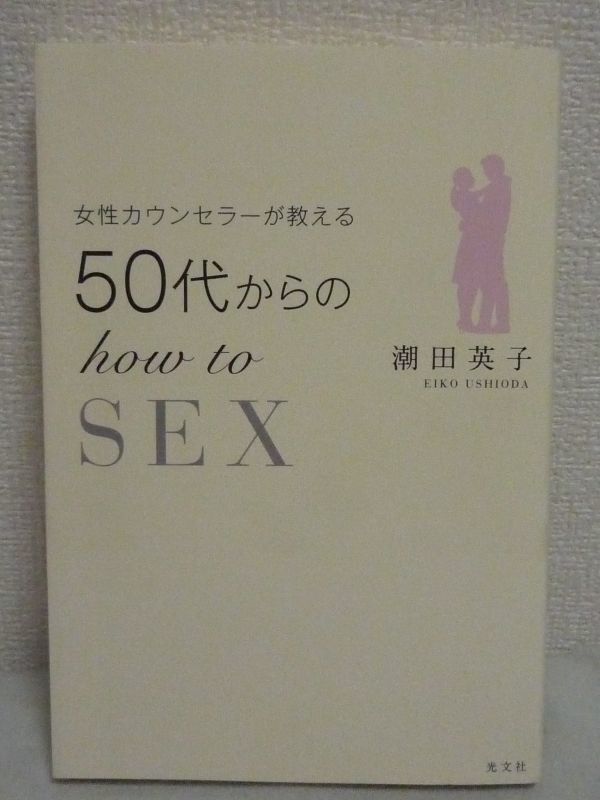 女性カウンセラーが教える
50代からの
how to
SEX
潮田英子
EIKO USHIODA
光文社